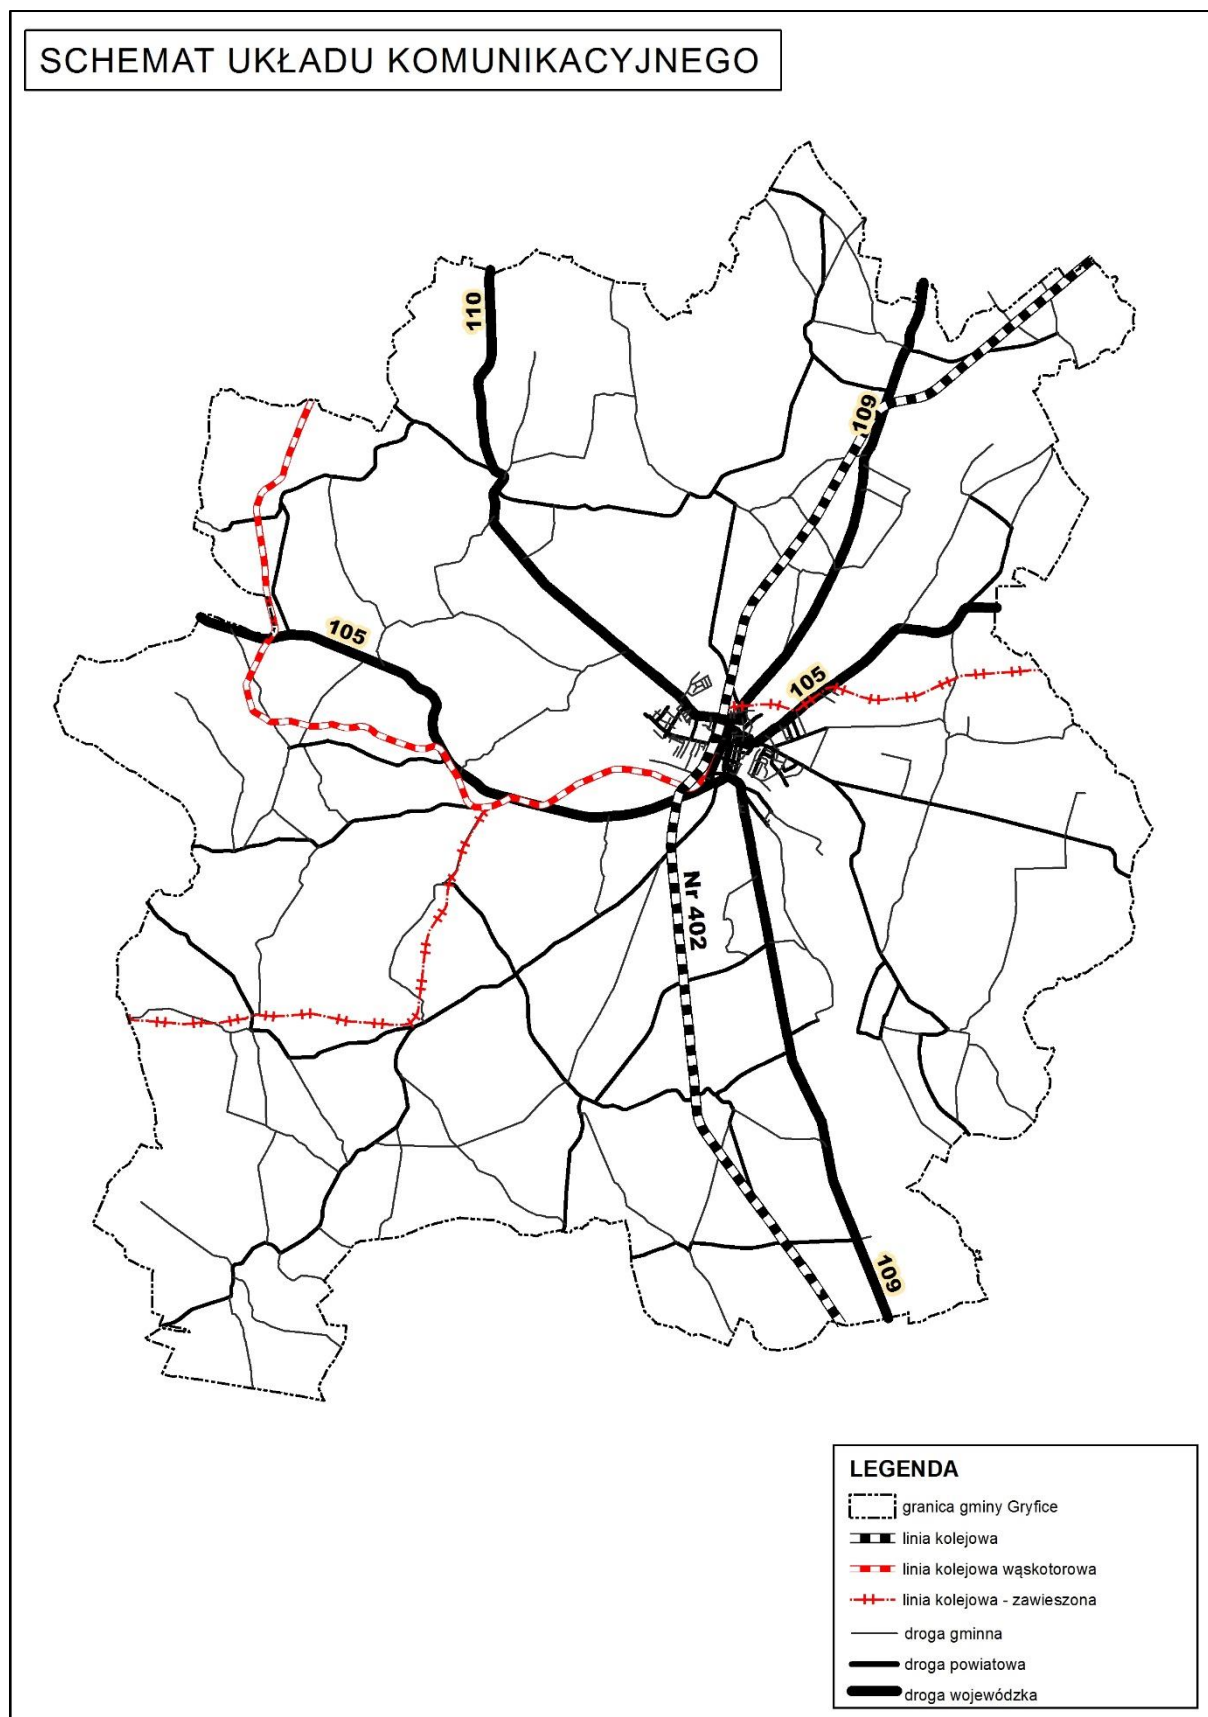 SCHEMAT UKŁADU KOMUNIKACYJNEGO
110
109
105
105
Nr 402
109
LEGENDA
granica gminy Gryfice
linia kolejowa
linia kolejowa wąskotorowa
linia kolejowa - zawieszona
droga gminna
droga powiatowa
droga wojewódzka